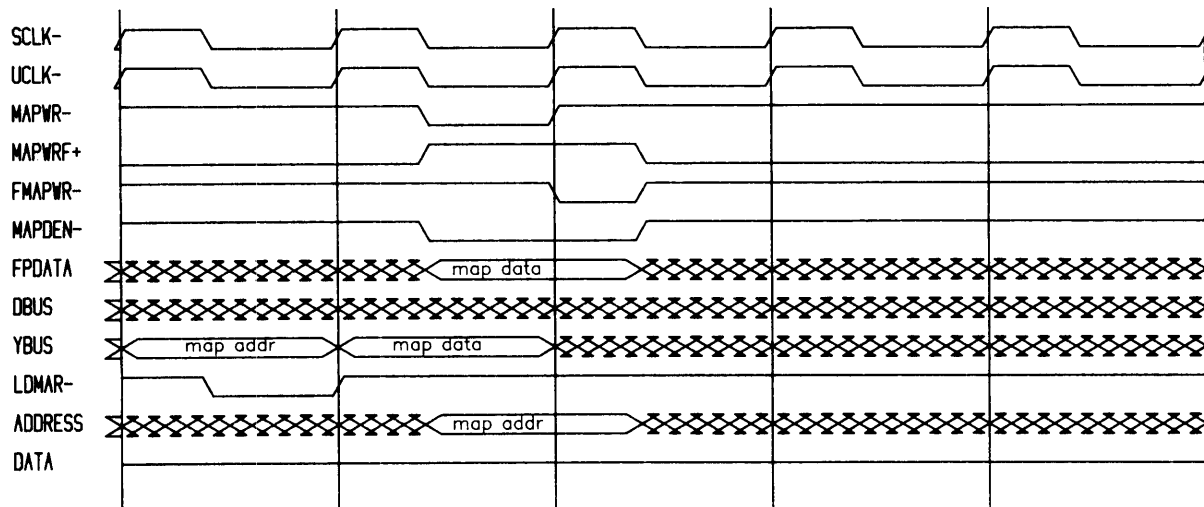 SCLK-
UCLK-
MAPWR-
MAPWRF+
FMAPWR-
MAPDEN-
FPDATA map data
DBUS
YBUS map addr map data
LDMAR-
ADDRESS map addr
DATA